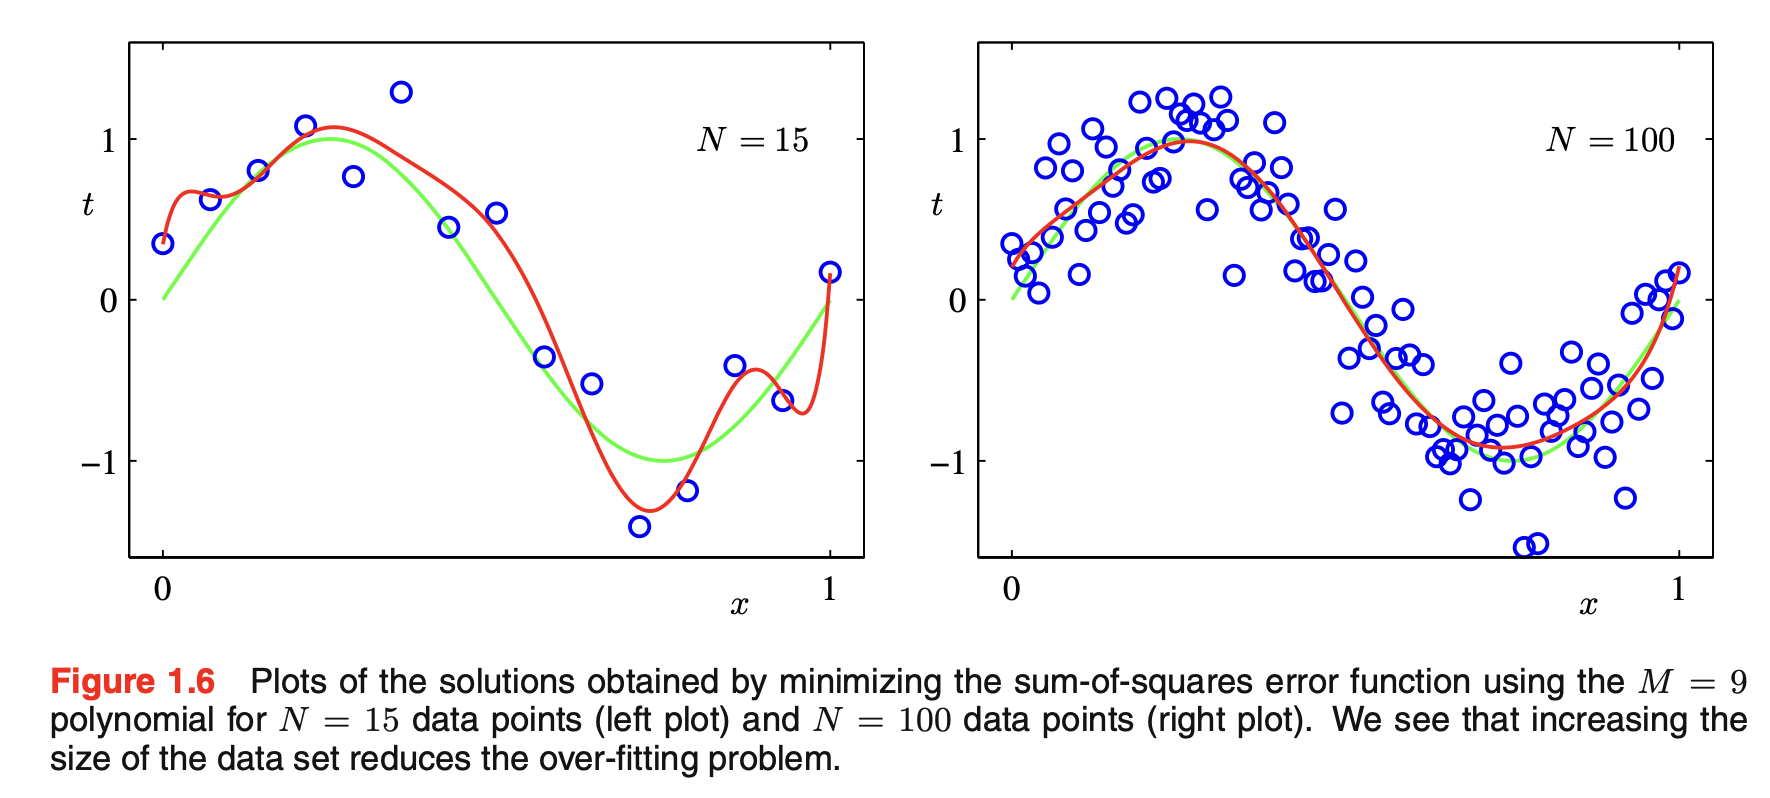 1
t
0
−1
N = 15
0
x
1
1
t
0
−1
N = 100
0
x
1
Figure 1.6 Plots of the solutions obtained by minimizing the sum-of-squares error function using the M = 9
polynomial for N = 15 data points (left plot) and N = 100 data points (right plot). We see that increasing the
size of the data set reduces the over-fitting problem.